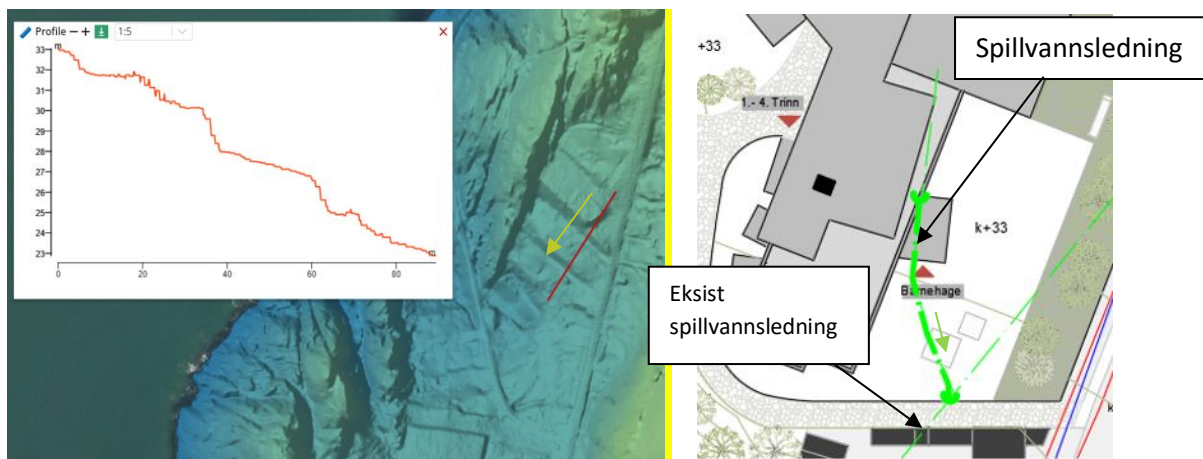 Profile 1:5
m
33
32
31
30
29
28
27
26
25
24
23
m
0 20 40 60 80
+33
Spillvannsledning
1.- 4. Trinn
k+33
Barnehage
Eksist
spillvannsledning
k